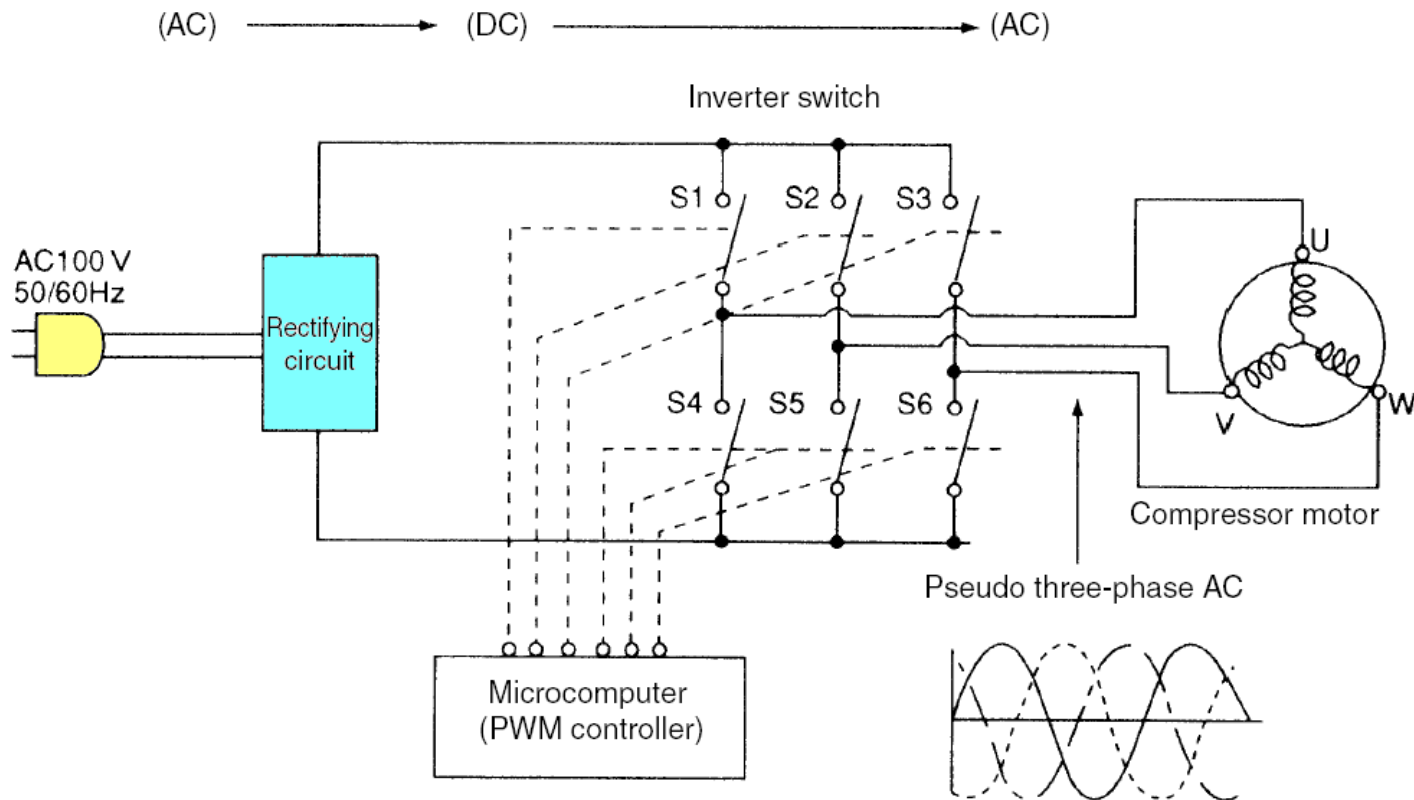 (AC)
(DC)
(AC)
Inverter switch
S1
S2
S3
AC100 V
50/60Hz
Rectifying
circuit
U
S4
S5
S6
V
W
Compressor motor
Pseudo three-phase AC
Microcomputer
(PWM controller)